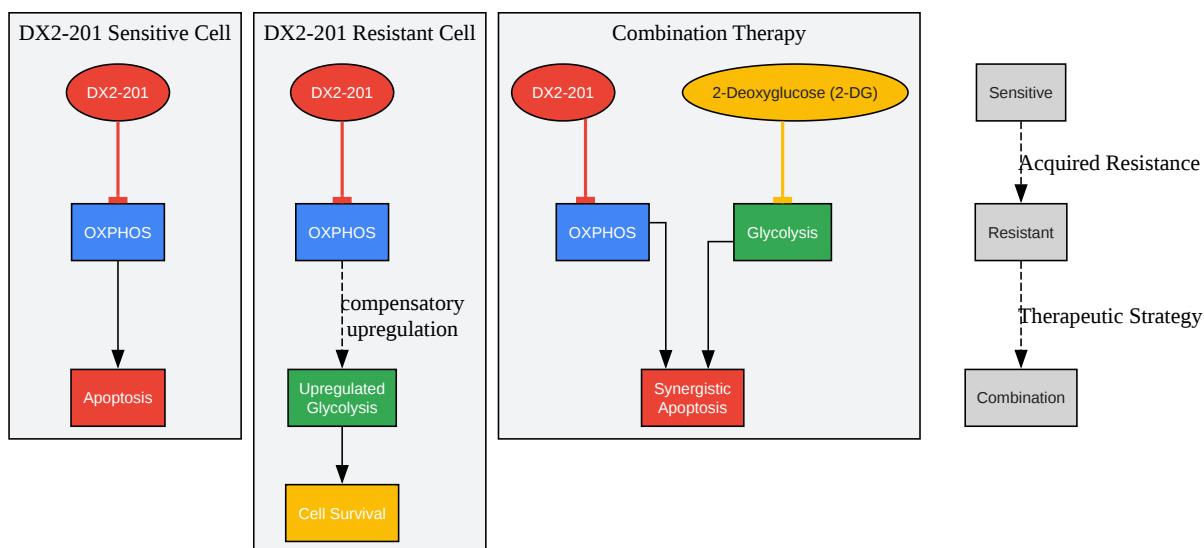 DX2-201 Sensitive Cell
DX2-201
OXPHOS
Apoptosis
DX2-201 Resistant Cell
DX2-201
OXPHOS
compensatory
upregulation
Upregulated
Glycolysis
Cell Survival
Combination Therapy
DX2-201
2-Deoxyglucose (2-DG)
OXPHOS
Glycolysis
Synergistic
Apoptosis
Sensitive
Acquired Resistance
Resistant
Therapeutic Strategy
Combination